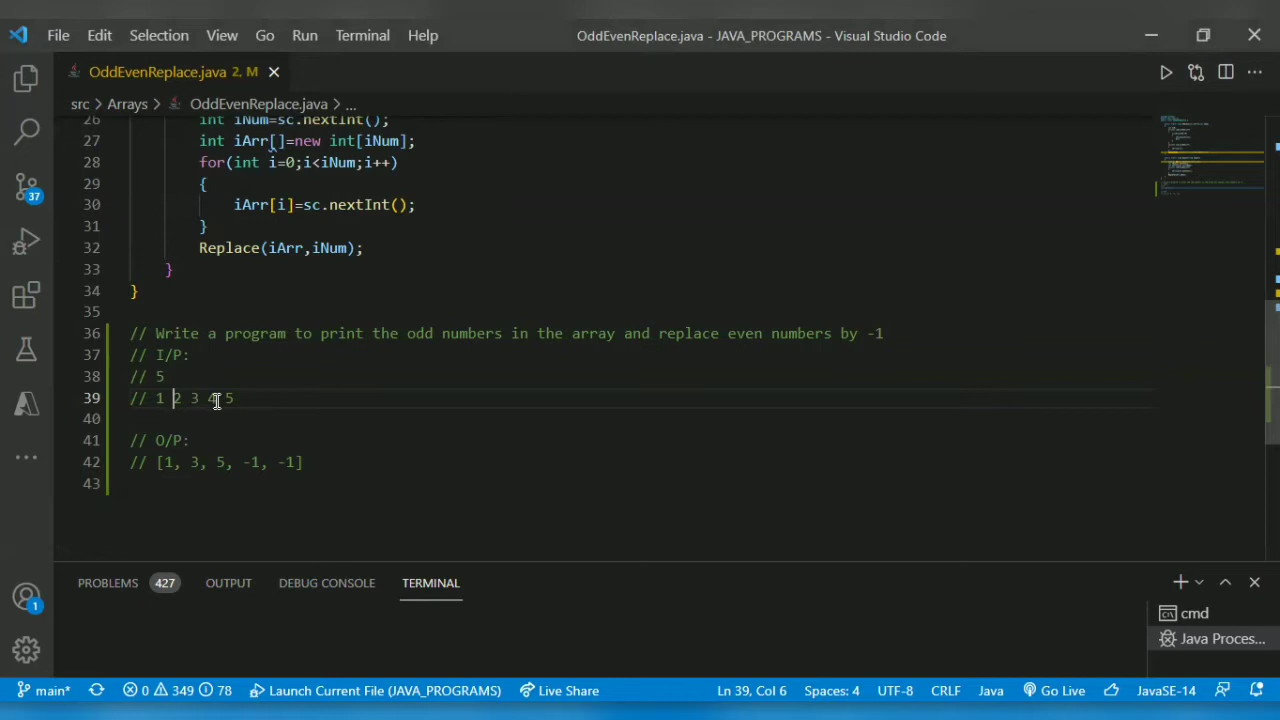 File Edit Selection View Go Run Terminal Help OddEvenReplace.java - JAVA_PROGRAMS - Visual Studio Code
OddEvenReplace.java 2, M
src > Arrays > OddEvenReplace.java > ...
26 int iNum=sc.nextInt();
27 int iArr[]=new int[iNum];
28 for(int i=0;i<iNum;i++)
29 {
30 iArr[i]=sc.nextInt();
31 }
32 Replace(iArr,iNum);
33 }
34 }
35
36 // Write a program to print the odd numbers in the array and replace even numbers by -1
37 // I/P:
38 // 5
39 // 1 2 3 4 5
40
41 // O/P:
42 // [1, 3, 5, -1, -1]
43
37
PROBLEMS 427 OUTPUT DEBUG CONSOLE TERMINAL
cmd
Java Proces...
1
main* 0 349 78 Launch Current File (JAVA_PROGRAMS) Live Share Ln 39, Col 6 Spaces: 4 UTF-8 CRLF Java Go Live JavaSE-14